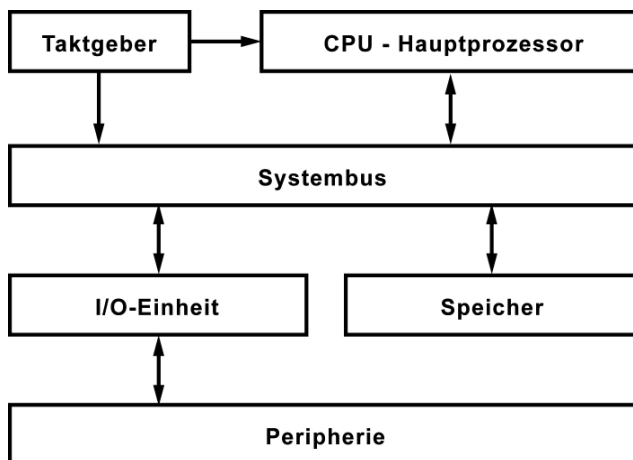 Taktgeber
CPU - Hauptprozessor
Systembus
I/O-Einheit
Speicher
Peripherie